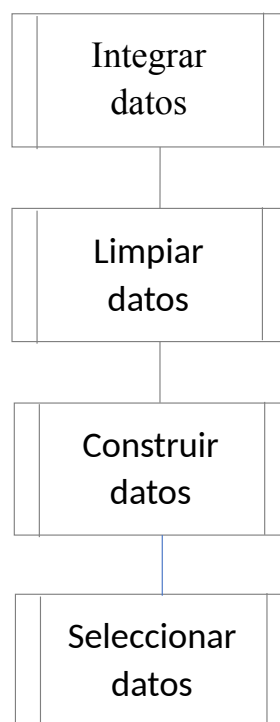 Integrar
datos
Limpiar
datos
Construir
datos
Seleccionar
datos